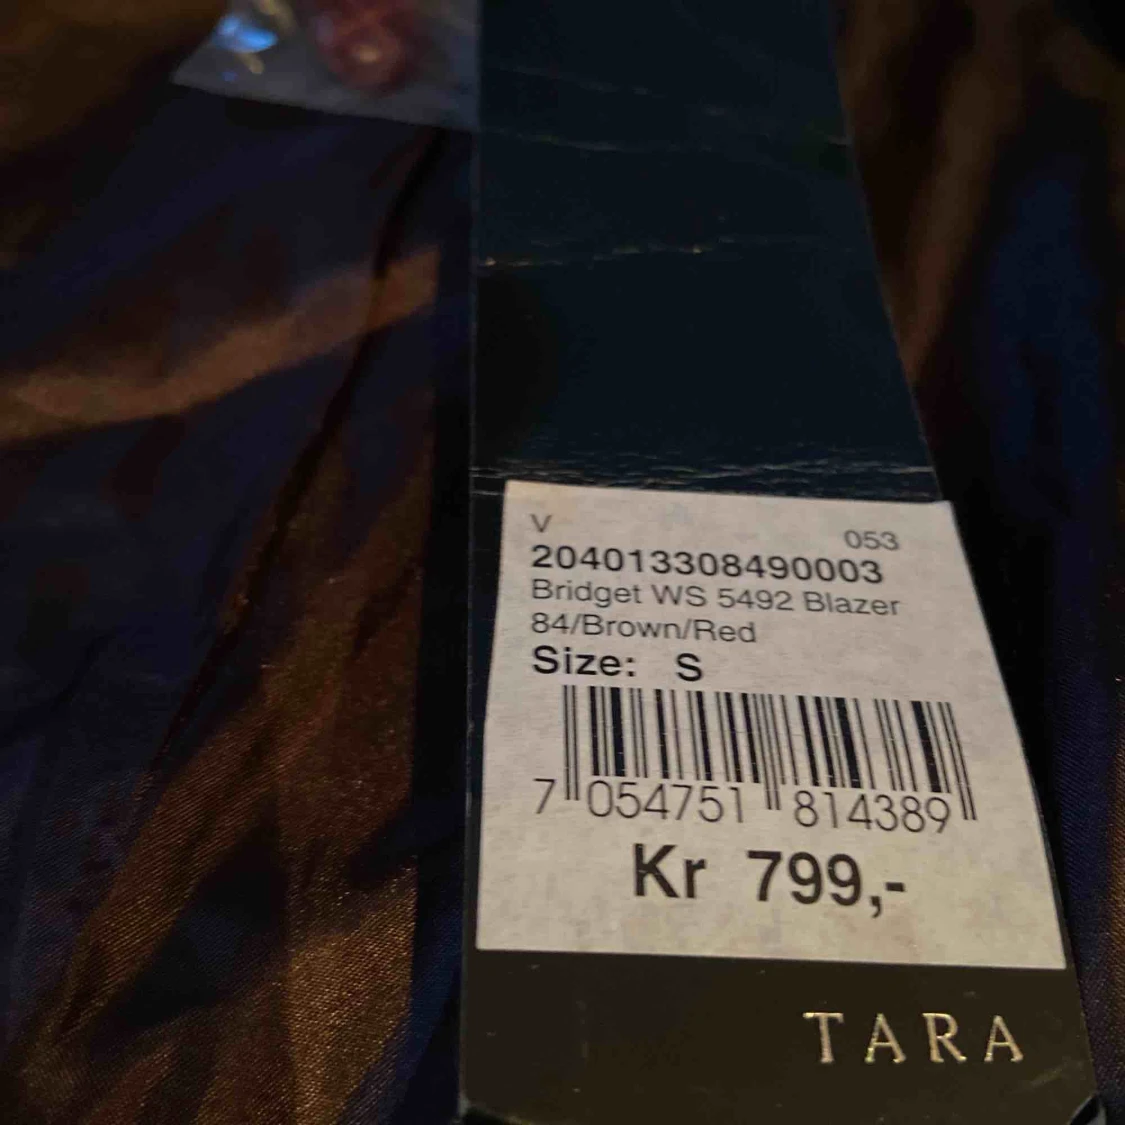 V 053
204013308490003
Bridget WS 5492 Blazer
84/Brown/Red
Size: S
7 054751 814389
Kr 799,-
TARA